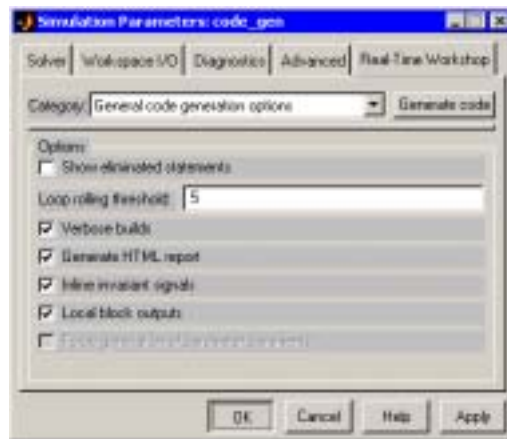 Simulation Parameters: code_gen
Solver Workspace I/O Diagnostics Advanced Real-Time Workshop
Category: General code generation options Generate code
Options
Show eliminated statements
Loop rolling threshold: 5
Verbose builds
Generate HTML report
Inline invariant signals
Local block outputs
OK Cancel Help Apply